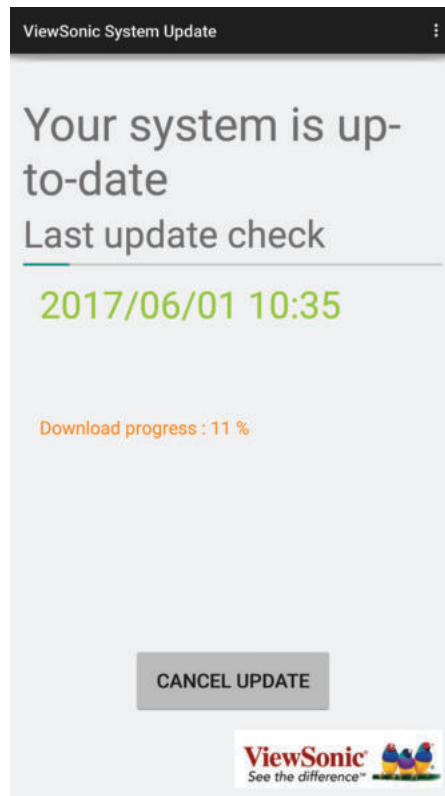 ViewSonic System Update
Your system is up-
to-date
Last update check
2017/06/01 10:35
Download progress : 11 %
CANCEL UPDATE
ViewSonic®
See the difference™